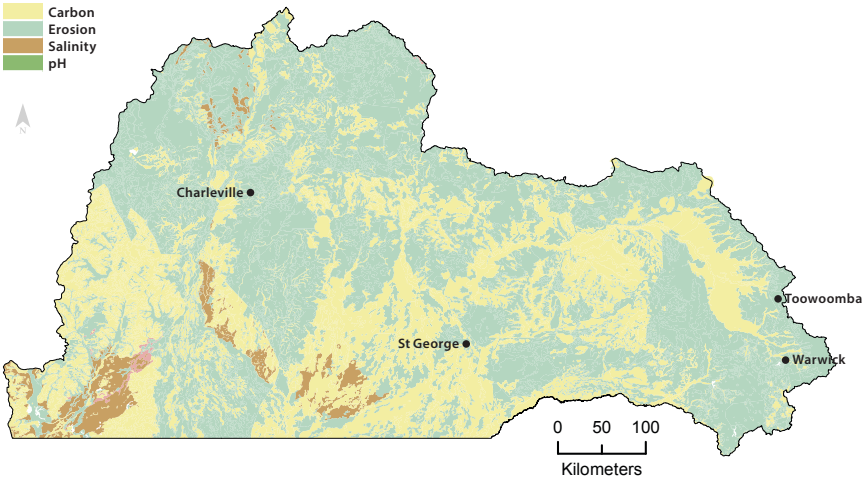 Carbon
Erosion
Salinity
pH
N
Charleville
Toowoomba
St George
Warwick
0 50 100
Kilometers